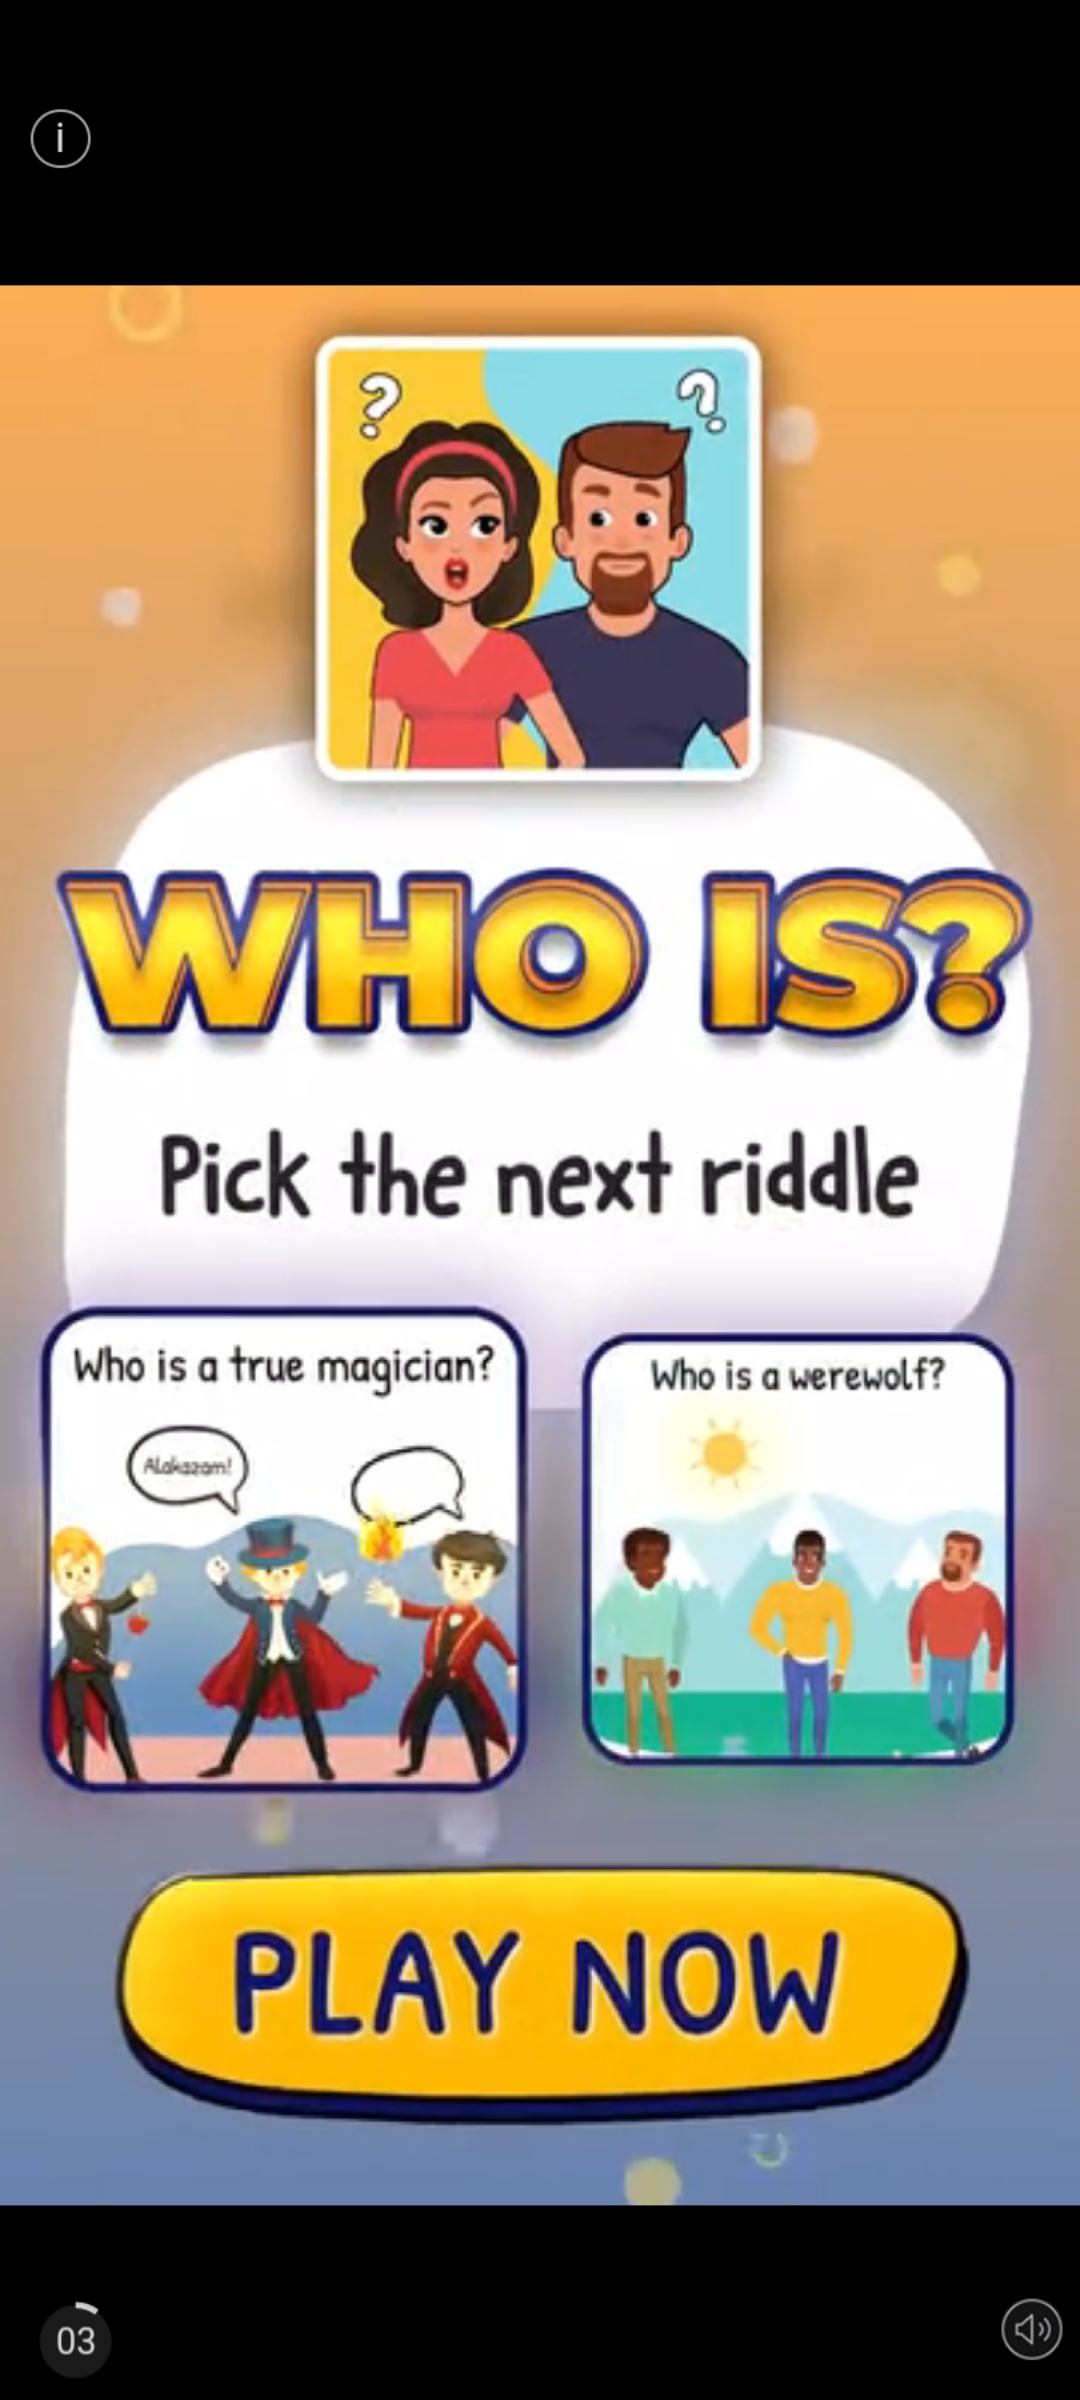 i
? ?
WHO IS?
Pick the next riddle
Who is a true magician?
Alakazam!
Who is a werewolf?
PLAY NOW
03